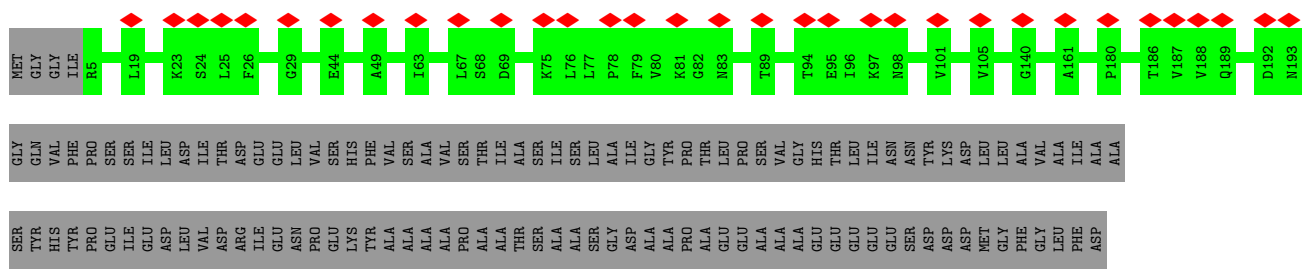 MET GLY GLY ILE R5 L19 K23 S24 L25 F26 G29 E44 A49 I63 L67 S68 D69 K75 L76 L77 P78 F79 V80 K81 G82 N83 T89 T94 E95 I96 K97 N98 V101 V105 G140 A161 P180 T186 V187 V188 Q189 D192 N193
GLY GLN VAL PHE PRO SER SER ILE LEU ASP ILE THR ASP GLU GLU LEU VAL SER HIS PHE VAL SER ALA VAL SER THR ILE ALA SER ILE SER LEU ALA ILE GLY TYR PRO THR LEU PRO SER VAL GLY HIS THR LEU ILE ASN ASN TYR LYS ASP LEU LEU ALA VAL ALA ILE ALA ALA
SER TYR HIS TYR PRO GLU ILE GLU ASP LEU VAL ASP ARG ILE GLU ASN PRO GLU LYS TYR ALA ALA ALA ALA PRO ALA ALA THR SER ALA ALA SER GLY ASP ALA ALA PRO ALA GLU GLU ALA ALA ALA GLU GLU GLU GLU GLU SER ASP ASP ASP MET GLY PHE GLY LEU PHE ASP